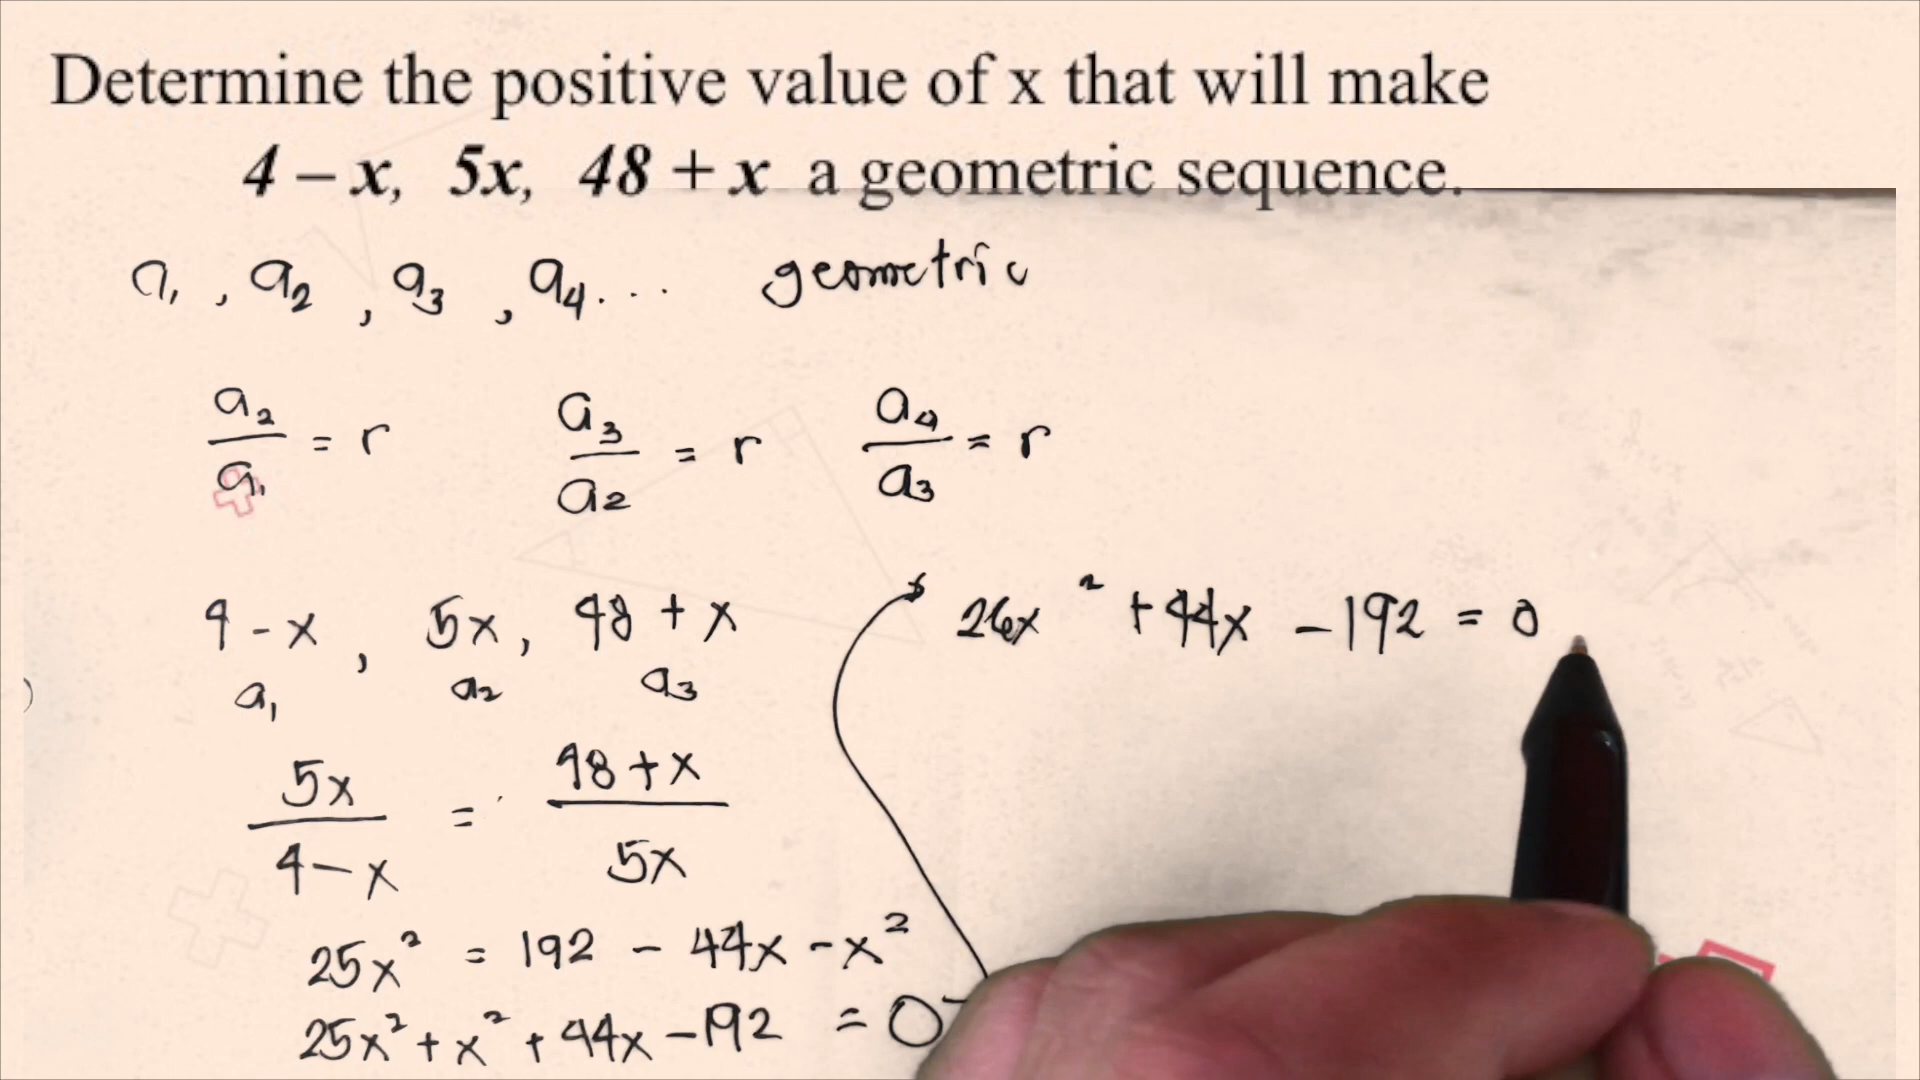 Determine the positive value of x that will make
4 – x, 5x, 48 + x a geometric sequence.
a₁ , a₂ , a₃ , a₄ . . . geometric
a₂/a₁ = r a₃/a₂ = r a₄/a₃ = r
4 - x , 5x , 48 + x
a₁ a₂ a₃
5x/(4 - x) = (48 + x)/5x
25x² = 192 - 44x - x²
25x² + x² + 44x - 192 = 0
26x² + 44x - 192 = 0